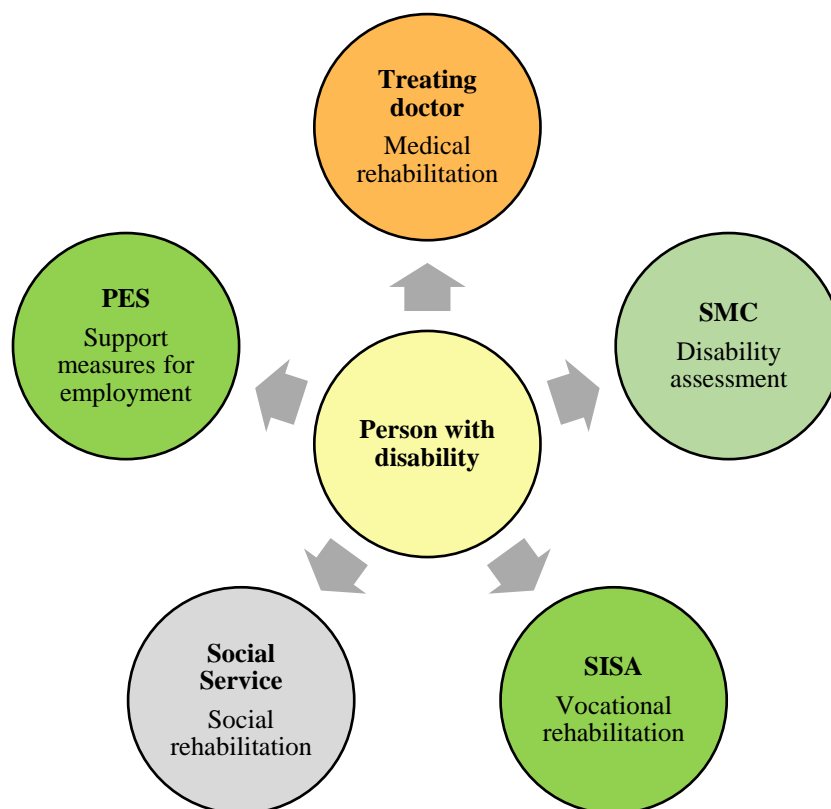 Treating
doctor
Medical
rehabilitation
PES
Support
measures for
employment
SMC
Disability
assessment
Person with
disability
Social
Service
Social
rehabilitation
SISA
Vocational
rehabilitation